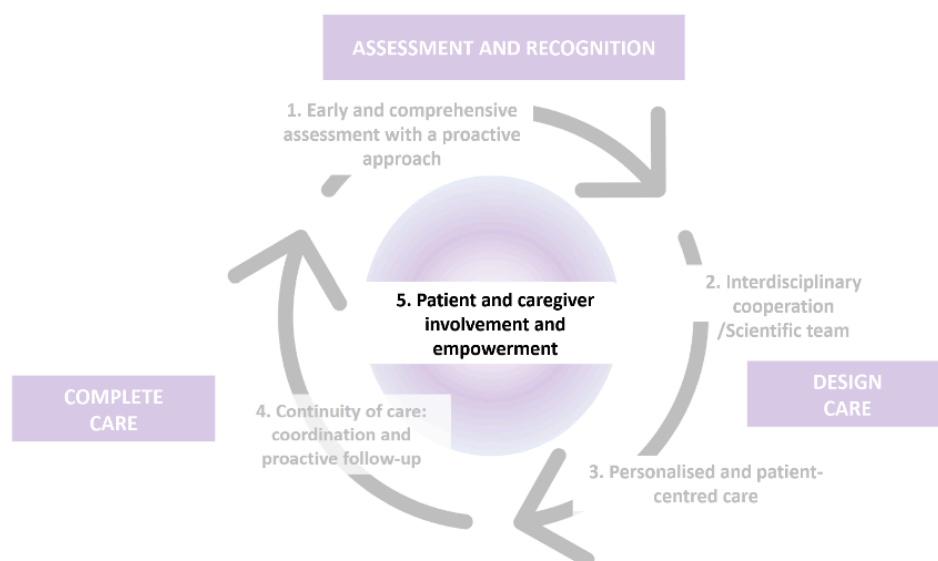 ASSESSMENT AND RECOGNITION
1. Early and comprehensive
assessment with a proactive
approach
2. Interdisciplinary
cooperation
/Scientific team
5. Patient and caregiver
involvement and
empowerment
COMPLETE
CARE
DESIGN
CARE
4. Continuity of care:
coordination and
proactive follow-up
3. Personalised and patient-
centred care